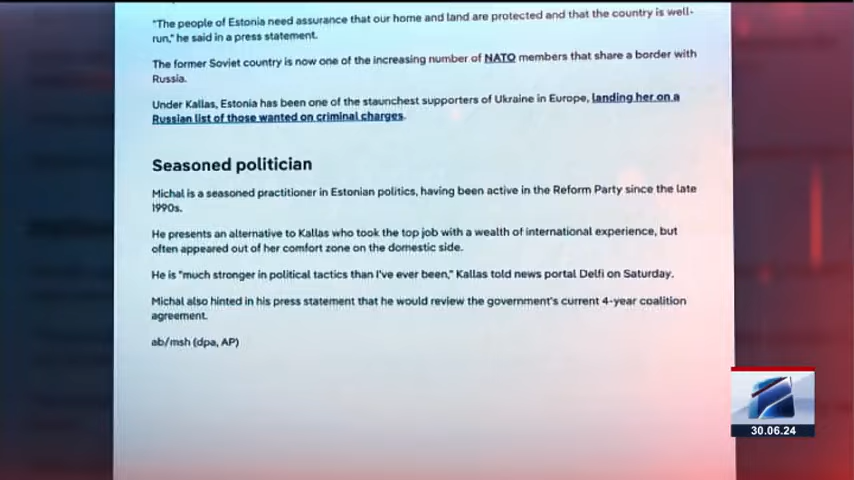 "The people of Estonia need assurance that our home and land are protected and that the country is well-
run," he said in a press statement.
The former Soviet country is now one of the increasing number of NATO members that share a border with
Russia.
Under Kallas, Estonia has been one of the staunchest supporters of Ukraine in Europe, landing her on a
Russian list of those wanted on criminal charges.
Seasoned politician
Michal is a seasoned practitioner in Estonian politics, having been active in the Reform Party since the late
1990s.
He presents an alternative to Kallas who took the top job with a wealth of international experience, but
often appeared out of her comfort zone on the domestic side.
He is "much stronger in political tactics than I've ever been," Kallas told news portal Delfi on Saturday.
Michal also hinted in his press statement that he would review the government's current 4-year coalition
agreement.
ab/msh (dpa, AP)
30.06.24